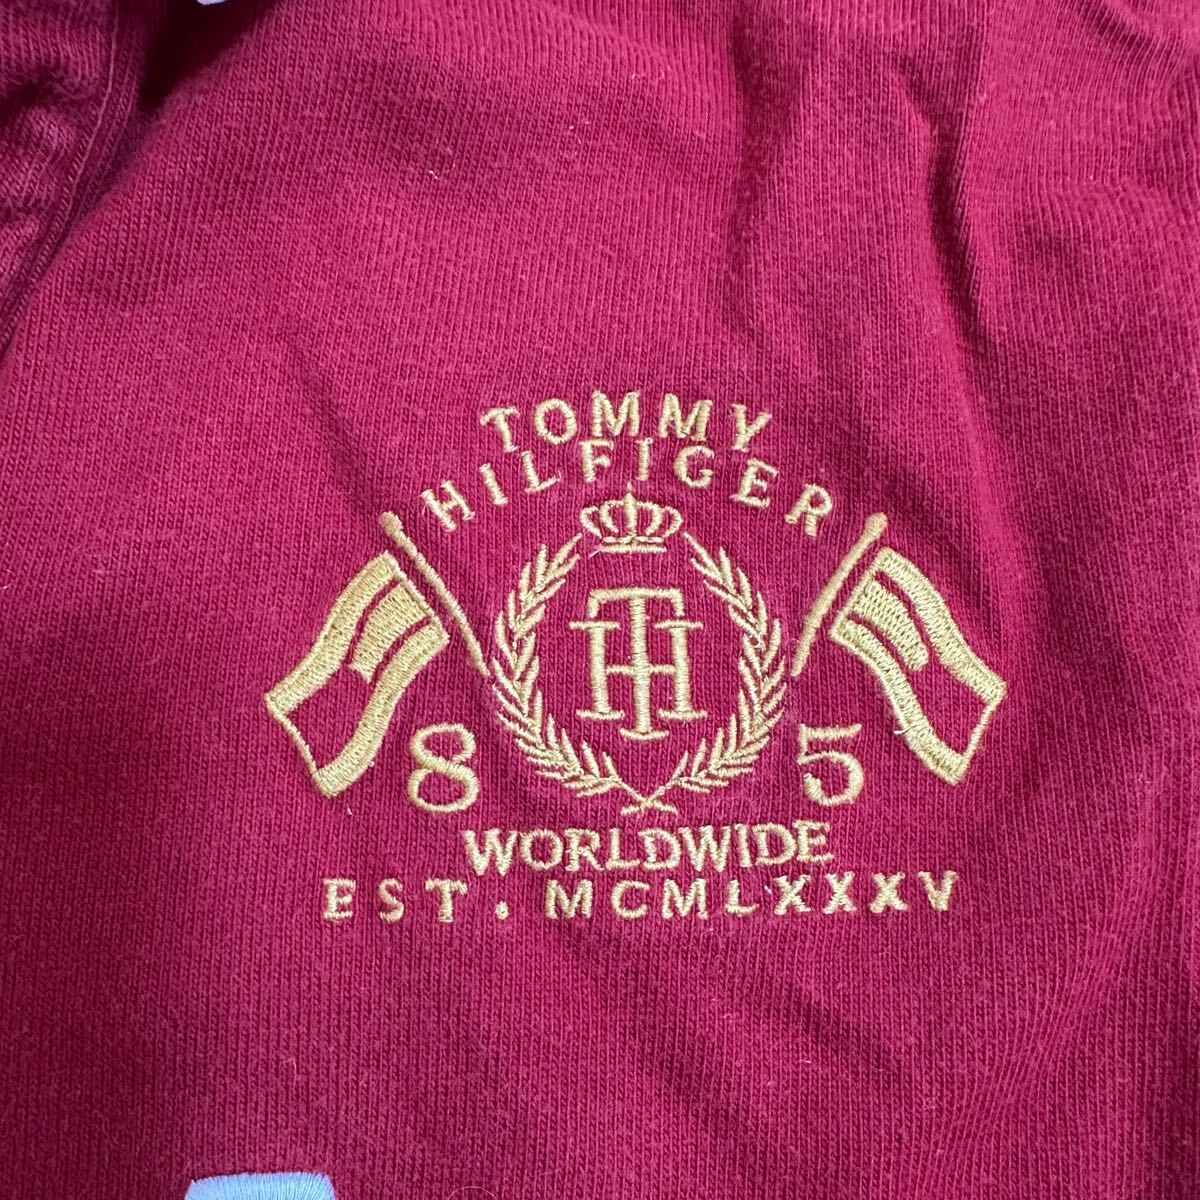 TOMMY
HILFIGER
TH
8 5
WORLDWIDE
EST. MCMLXXXV